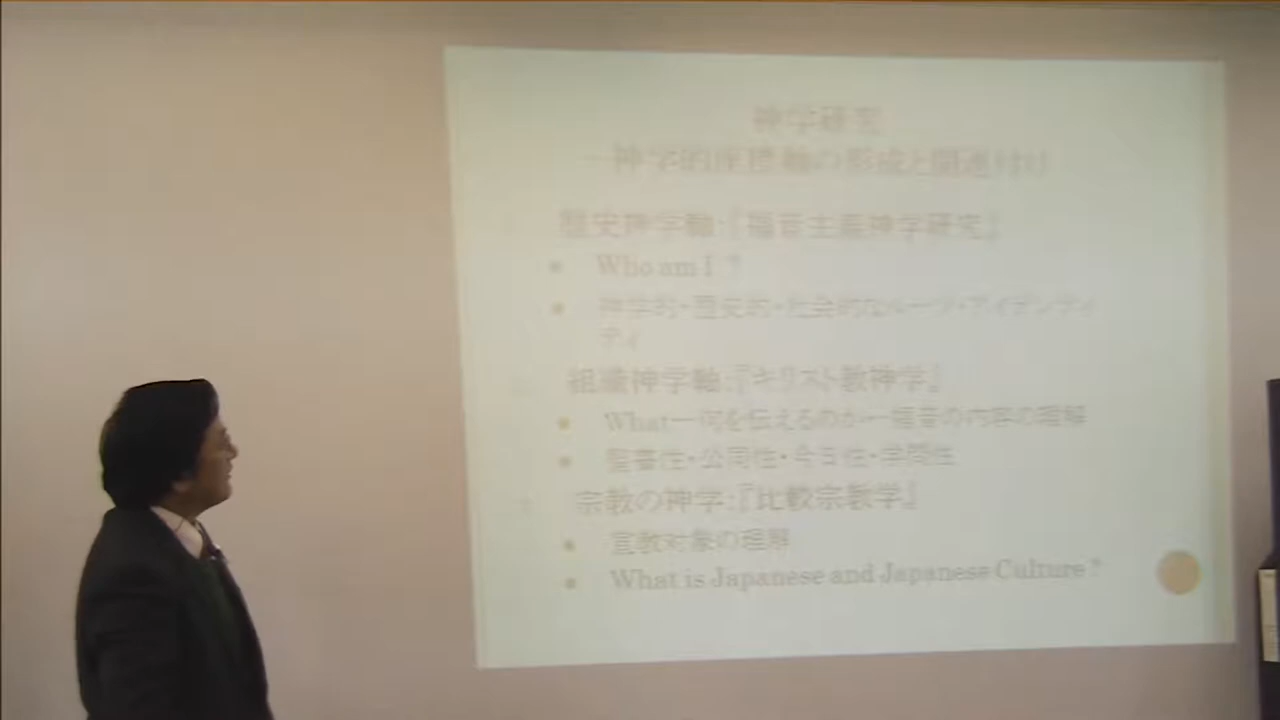 神学研究
―神学的座標軸の形成と関連付け
歴史神学軸:『福音主義神学研究』
Who am I ?
神学的・歴史的・社会的なルーツ・アイデンティ
ティ
組織神学軸:『キリスト教神学』
What―何を伝えるのか―福音の内容の理解
聖書性・公同性・今日性・学問性
宗教の神学:『比較宗教学』
宣教対象の理解
What is Japanese and Japanese Culture ?